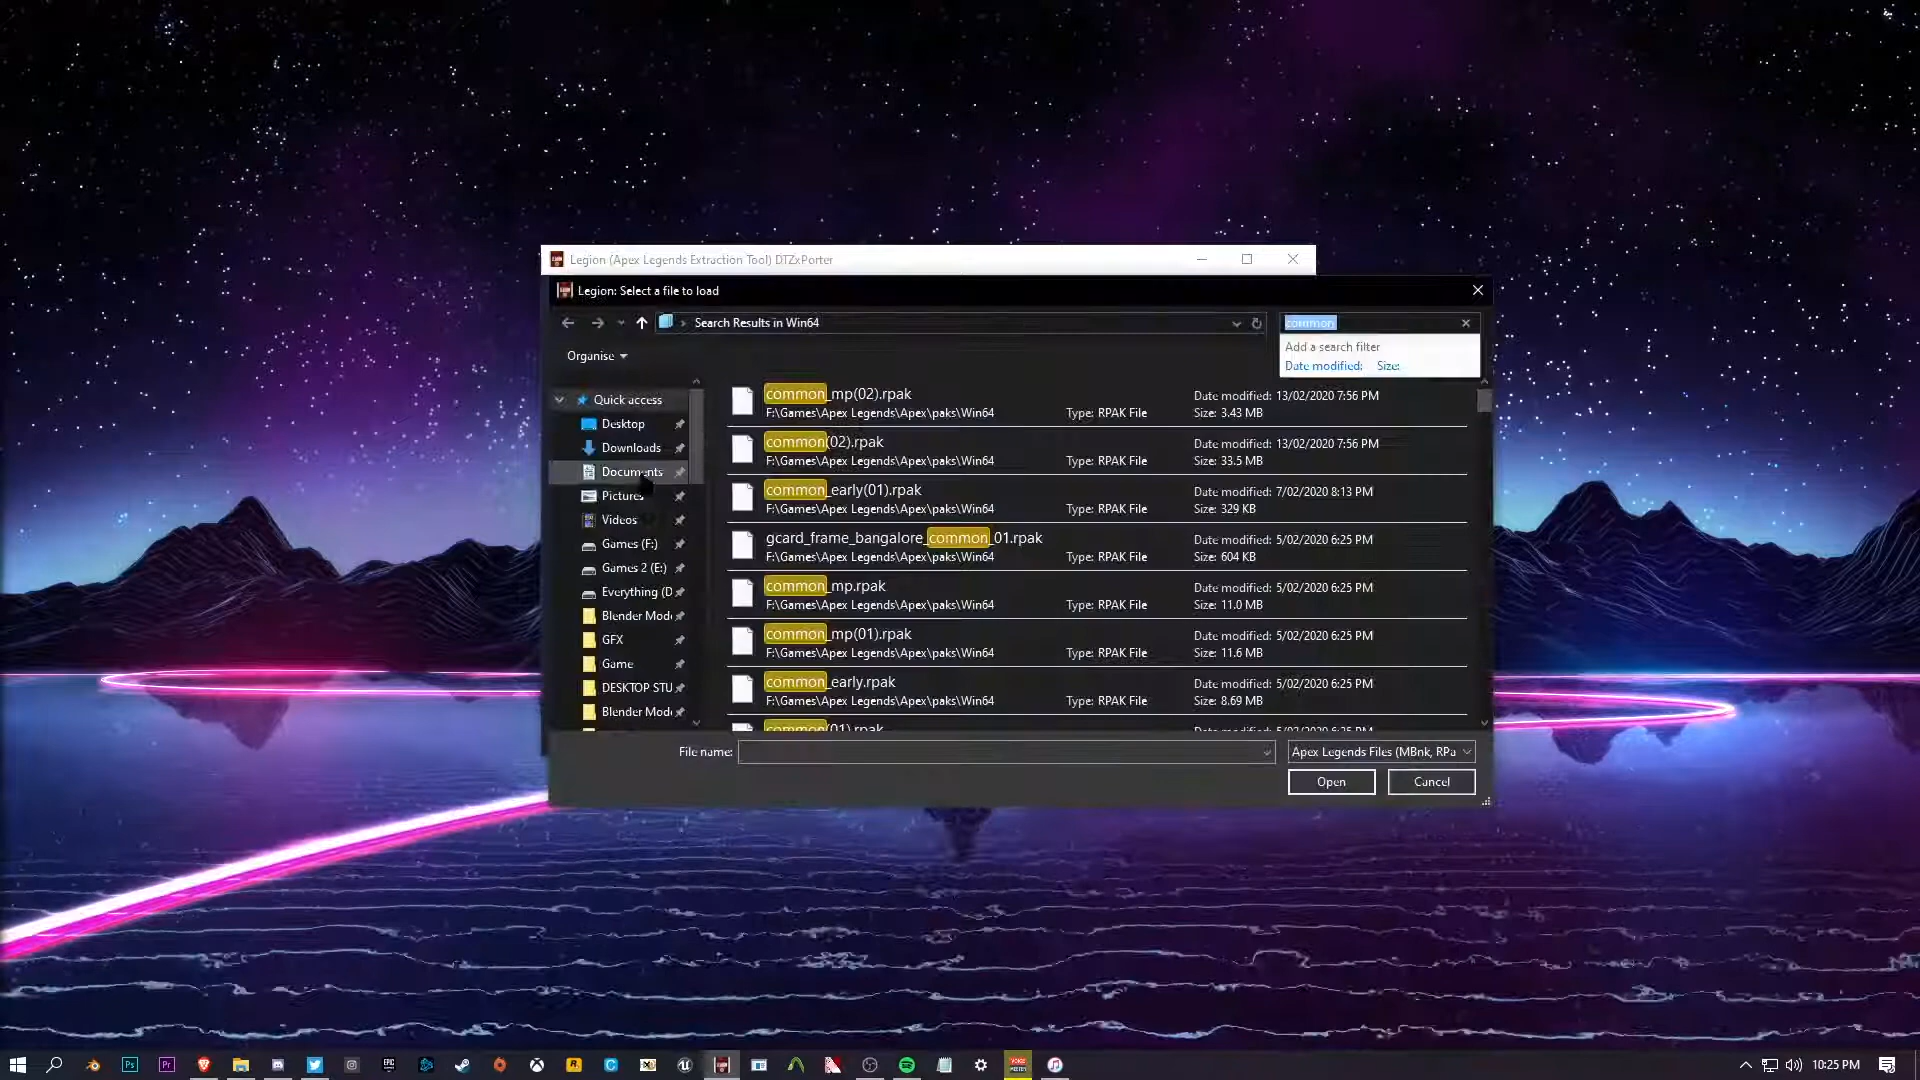 Legion (Apex Legends Extraction Tool) DTZxPorter
Legion: Select a file to load
Search Results in Win64
common
Add a search filter
Date modified: Size:
Organise
Quick access
Desktop
Downloads
Documents
Pictures
Videos
Games (F:)
Games 2 (E:)
Everything (D
Blender Mod
GFX
Game
DESKTOP STU
Blender Mod
common_mp(02).rpak
F:\Games\Apex Legends\Apex\paks\Win64
Type: RPAK File
Date modified: 13/02/2020 7:56 PM
Size: 3.43 MB
common(02).rpak
F:\Games\Apex Legends\Apex\paks\Win64
Type: RPAK File
Date modified: 13/02/2020 7:56 PM
Size: 33.5 MB
common_early(01).rpak
F:\Games\Apex Legends\Apex\paks\Win64
Type: RPAK File
Date modified: 7/02/2020 8:13 PM
Size: 329 KB
gcard_frame_bangalore_common_01.rpak
F:\Games\Apex Legends\Apex\paks\Win64
Type: RPAK File
Date modified: 5/02/2020 6:25 PM
Size: 604 KB
common_mp.rpak
F:\Games\Apex Legends\Apex\paks\Win64
Type: RPAK File
Date modified: 5/02/2020 6:25 PM
Size: 11.0 MB
common_mp(01).rpak
F:\Games\Apex Legends\Apex\paks\Win64
Type: RPAK File
Date modified: 5/02/2020 6:25 PM
Size: 11.6 MB
common_early.rpak
F:\Games\Apex Legends\Apex\paks\Win64
Type: RPAK File
Date modified: 5/02/2020 6:25 PM
Size: 8.69 MB
common(01).rpak
Date modified: 5/02/2020 6:25 PM
File name:
Apex Legends Files (MBnk, RPa
Open
Cancel
Ps
Pr
EPIC
10:25 PM